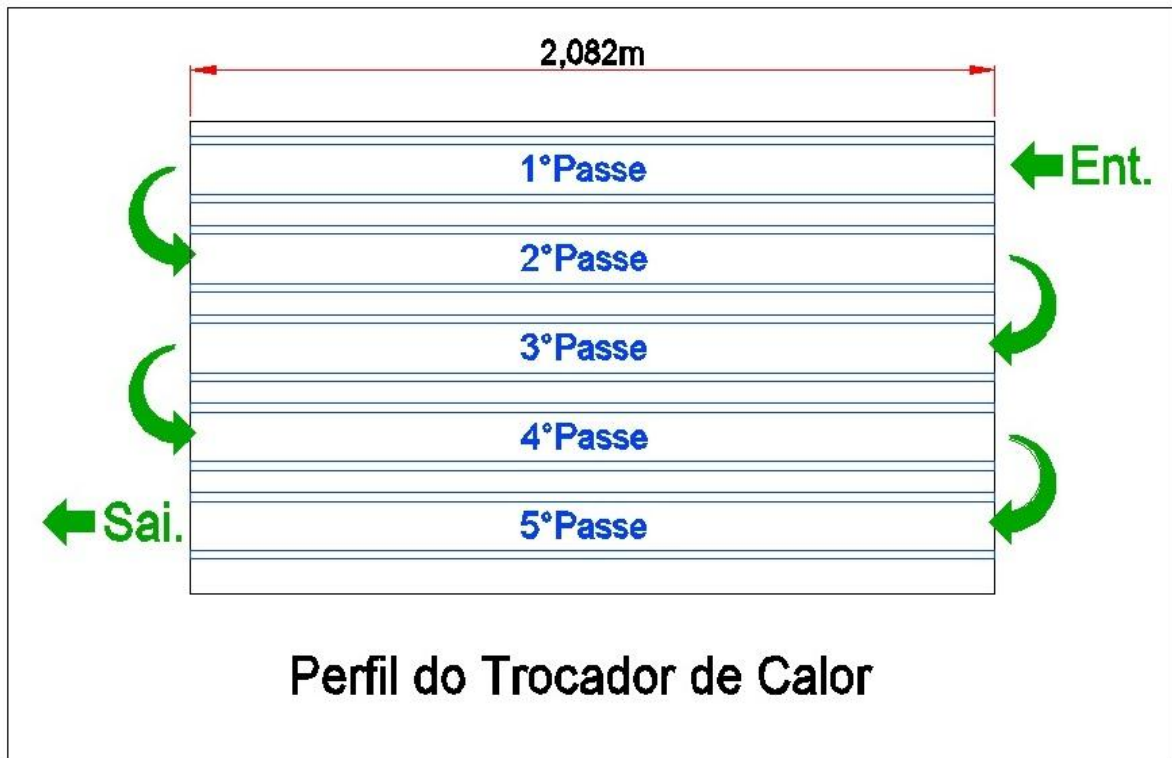 2,082m
1°Passe
Ent.
2°Passe
3°Passe
4°Passe
5°Passe
Sai.
Perfil do Trocador de Calor